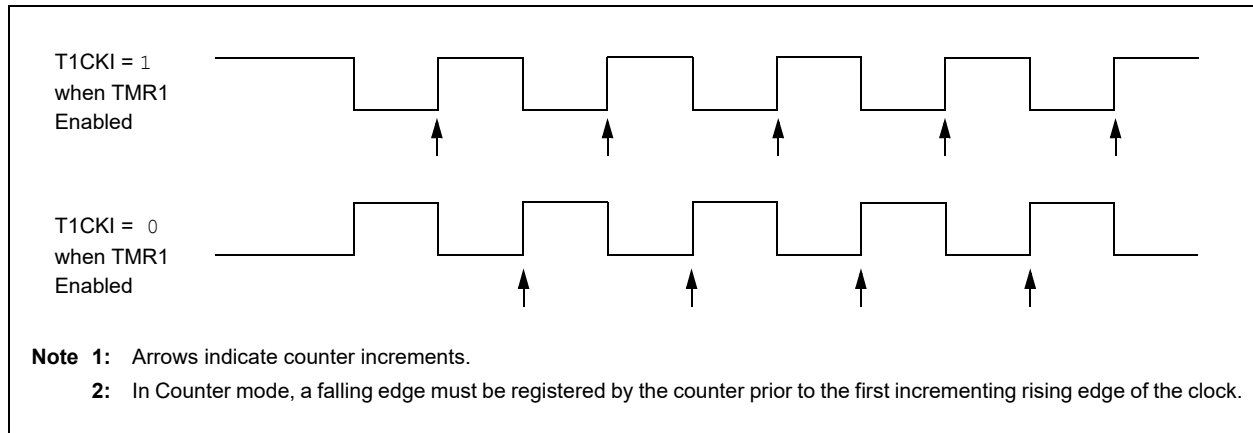 T1CKI = 1
when TMR1
Enabled
T1CKI = 0
when TMR1
Enabled
Note 1: Arrows indicate counter increments.
2: In Counter mode, a falling edge must be registered by the counter prior to the first incrementing rising edge of the clock.